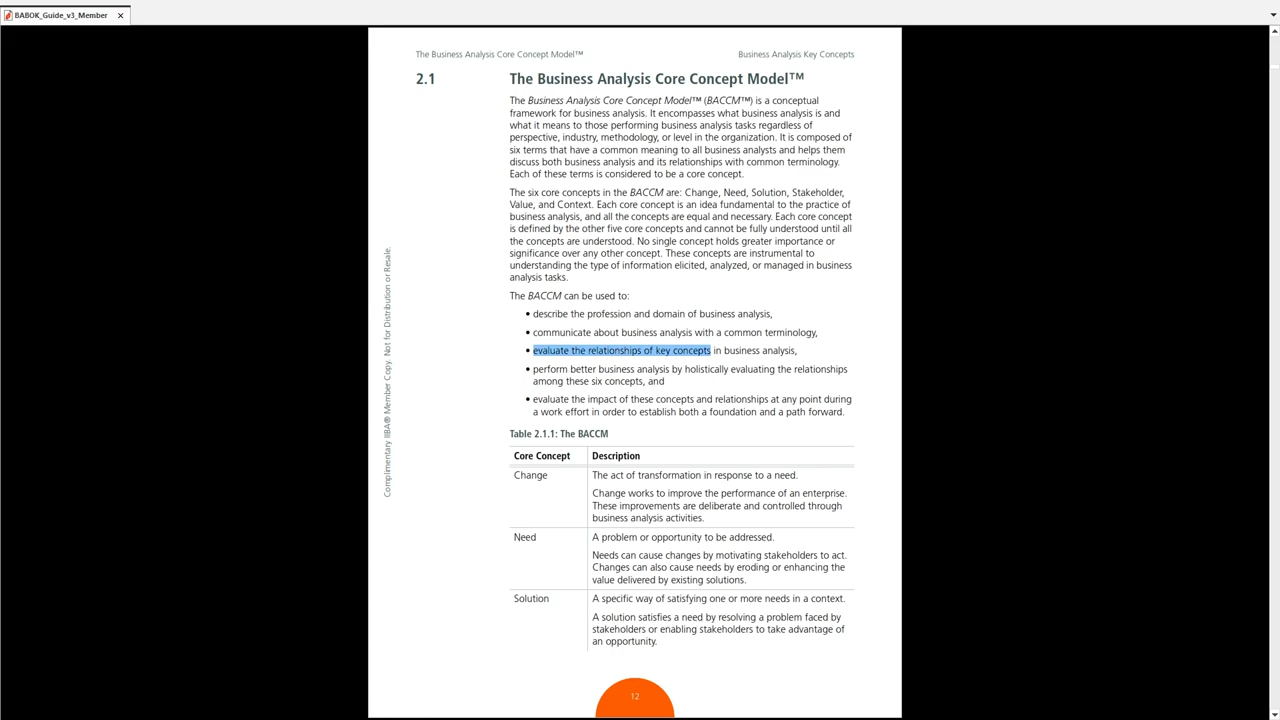 BABOK_Guide_v3_Member
The Business Analysis Core Concept Model™ Business Analysis Key Concepts
2.1 The Business Analysis Core Concept Model™
The Business Analysis Core Concept Model™ (BACCM™) is a conceptual
framework for business analysis. It encompasses what business analysis is and
what it means to those performing business analysis tasks regardless of
perspective, industry, methodology, or level in the organization. It is composed of
six terms that have a common meaning to all business analysts and helps them
discuss both business analysis and its relationships with common terminology.
Each of these terms is considered to be a core concept.
The six core concepts in the BACCM are: Change, Need, Solution, Stakeholder,
Value, and Context. Each core concept is an idea fundamental to the practice of
business analysis, and all the concepts are equal and necessary. Each core concept
is defined by the other five core concepts and cannot be fully understood until all
the concepts are understood. No single concept holds greater importance or
significance over any other concept. These concepts are instrumental to
understanding the type of information elicited, analyzed, or managed in business
analysis tasks.
The BACCM can be used to:
• describe the profession and domain of business analysis,
• communicate about business analysis with a common terminology,
• evaluate the relationships of key concepts in business analysis,
• perform better business analysis by holistically evaluating the relationships
among these six concepts, and
• evaluate the impact of these concepts and relationships at any point during
a work effort in order to establish both a foundation and a path forward.
Table 2.1.1: The BACCM
Core Concept Description
Change The act of transformation in response to a need.
Change works to improve the performance of an enterprise.
These improvements are deliberate and controlled through
business analysis activities.
Need A problem or opportunity to be addressed.
Needs can cause changes by motivating stakeholders to act.
Changes can also cause needs by eroding or enhancing the
value delivered by existing solutions.
Solution A specific way of satisfying one or more needs in a context.
A solution satisfies a need by resolving a problem faced by
stakeholders or enabling stakeholders to take advantage of
an opportunity.
12
Complimentary IIBA® Member Copy. Not for Distribution or Resale.